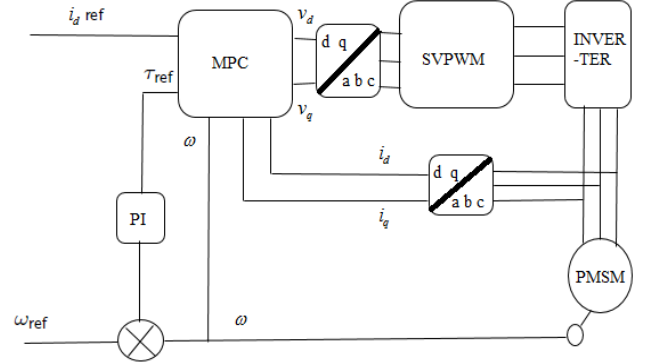 i_d ref
v_d
τ_ref
MPC
d q
a b c
SVPWM
INVER
-TER
v_q
ω
i_d
d q
a b c
i_q
PI
PMSM
ω_ref
ω